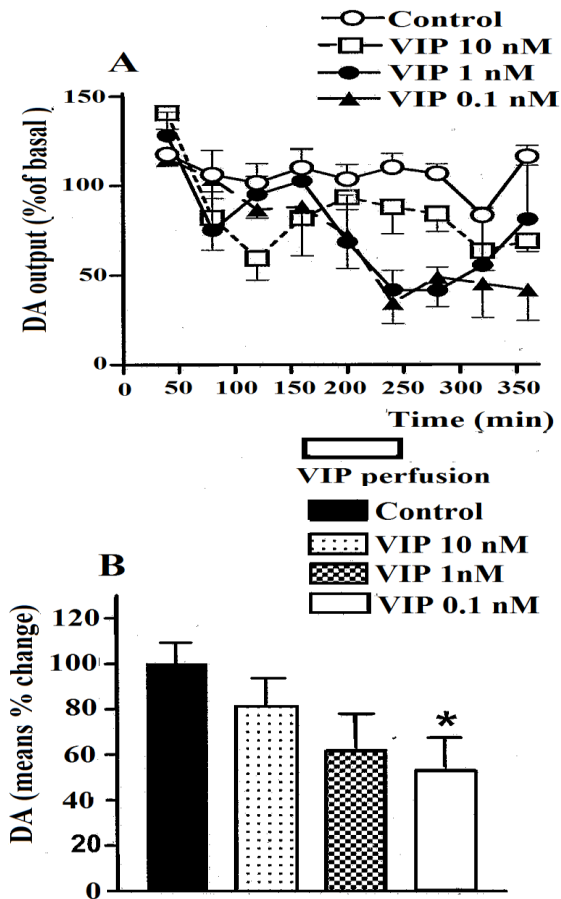 Control
VIP 10 nM
VIP 1 nM
VIP 0.1 nM
A
DA output (%of basal)
150
100
50
0
0 50 100 150 200 250 300 350
Time (min)
VIP perfusion
Control
VIP 10 nM
VIP 1nM
VIP 0.1 nM
B
DA (means % change)
120
100
80
60
40
20
0
*